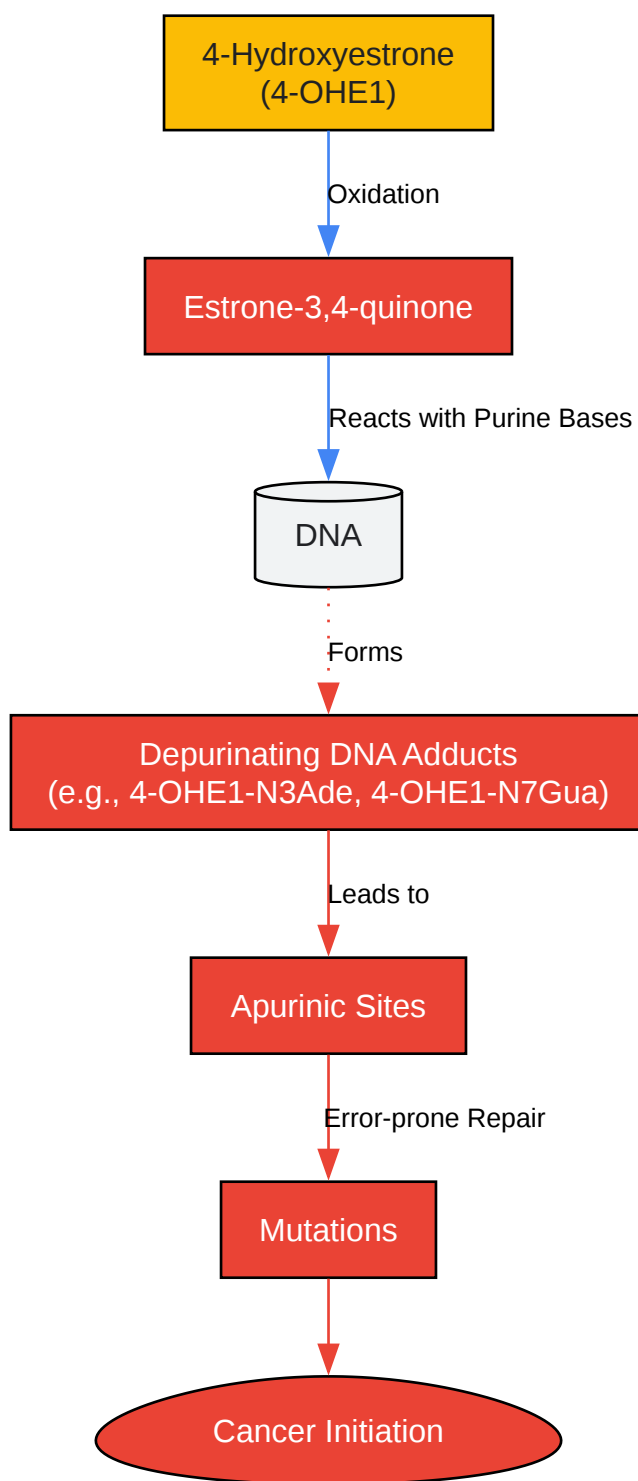 4-Hydroxyestrone
(4-OHE1)
Oxidation
Estrone-3,4-quinone
Reacts with Purine Bases
DNA
Forms
Depurinating DNA Adducts
(e.g., 4-OHE1-N3Ade, 4-OHE1-N7Gua)
Leads to
Apurinic Sites
Error-prone Repair
Mutations
Cancer Initiation